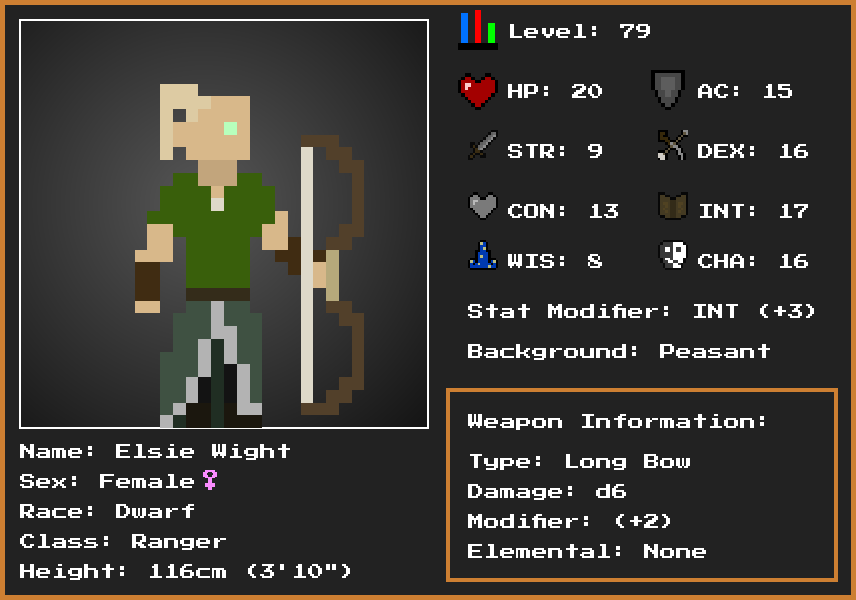 Level: 79
HP: 20
AC: 15
STR: 9
DEX: 16
CON: 13
INT: 17
WIS: 8
CHA: 16
Stat Modifier: INT (+3)
Background: Peasant
Weapon Information:
Type: Long Bow
Damage: d6
Modifier: (+2)
Elemental: None
Name: Elsie Wight
Sex: Female♀
Race: Dwarf
Class: Ranger
Height: 116cm (3'10")